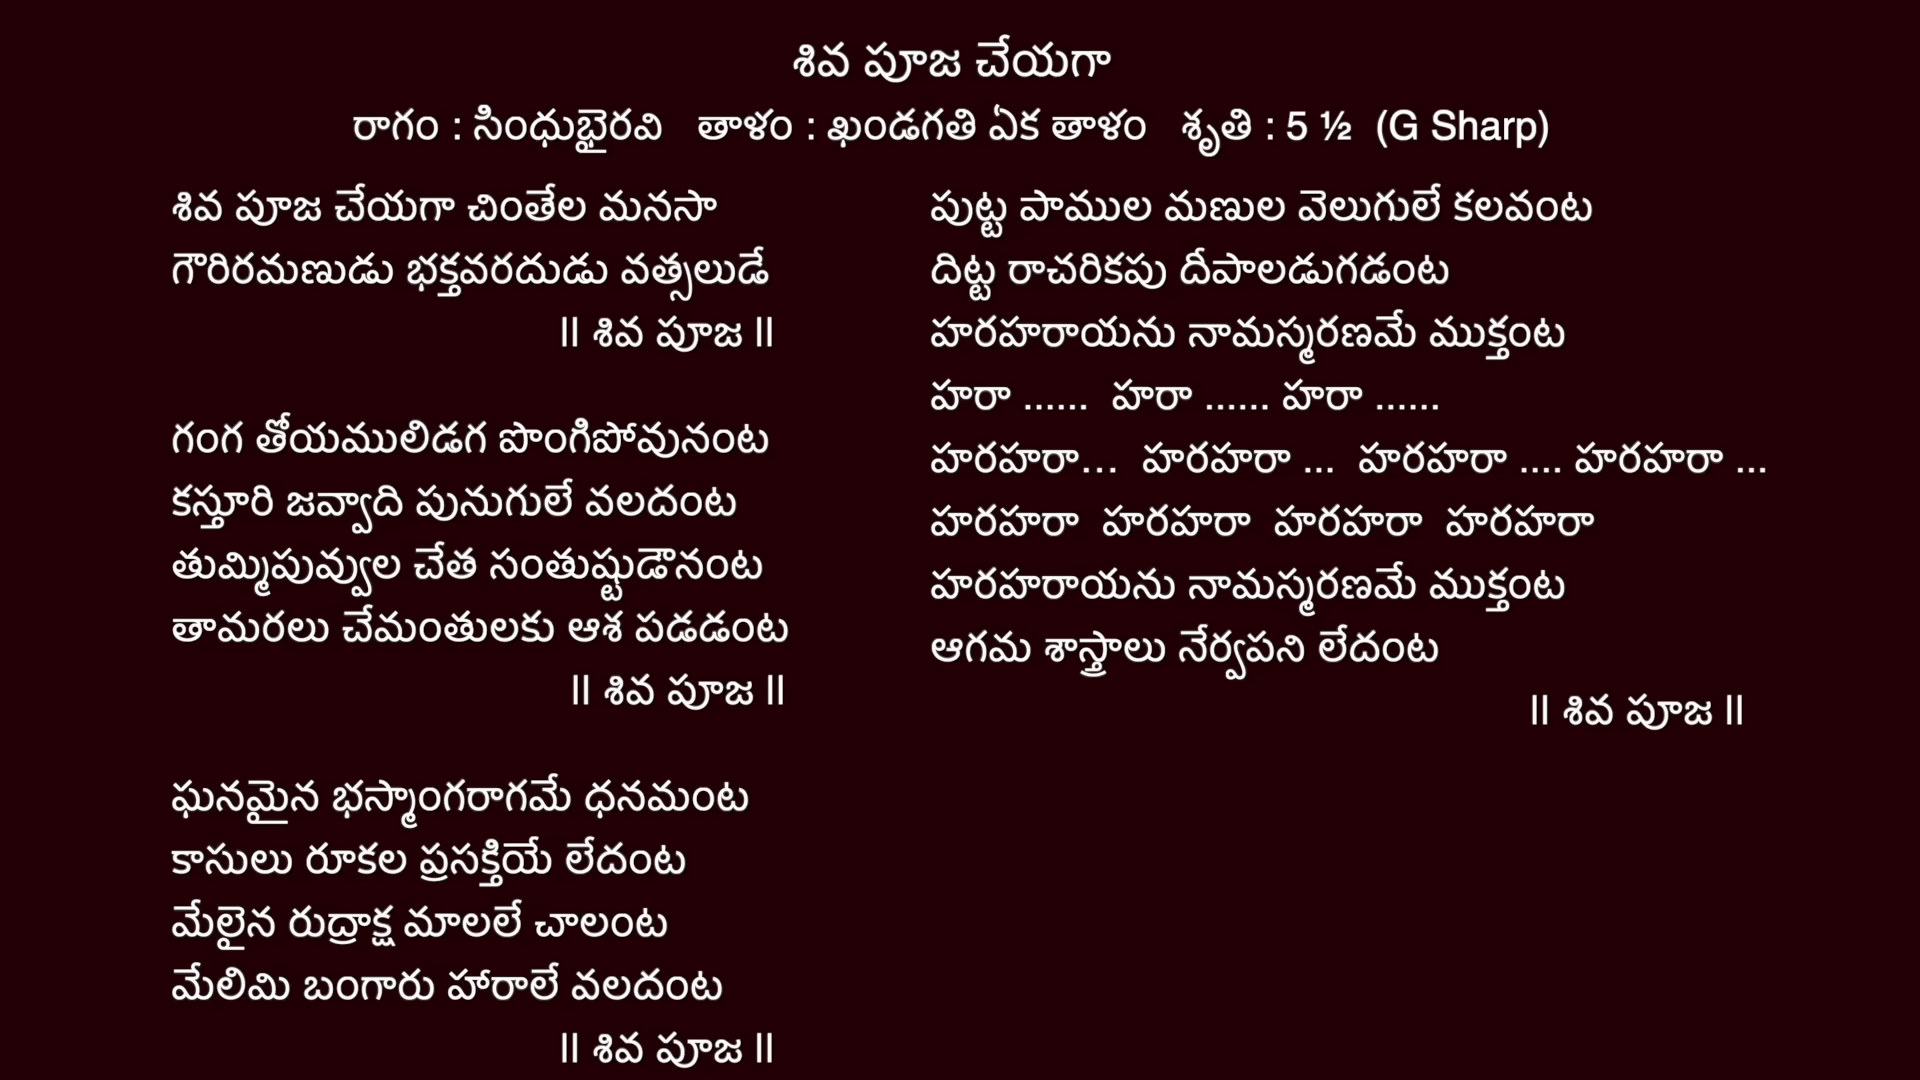 శివ పూజ చేయగా
రాగం : సింధుభైరవి తాళం : ఖండగతి ఏక తాళం శృతి : 5 ½ (G Sharp)
శివ పూజ చేయగా చింతేల మనసా
గౌరిరమణుడు భక్తవరదుడు వత్సలుడే
|| శివ పూజ ||
గంగ తోయములిడగ పొంగిపోవునంట
కస్తూరి జవ్వాది పునుగులే వలదంట
తుమ్మిపువ్వుల చేత సంతుష్టుడౌనంట
తామరలు చేమంతులకు ఆశ పడడంట
|| శివ పూజ ||
ఘనమైన భస్మాంగరాగమే ధనమంట
కాసులు రూకల ప్రసక్తియే లేదంట
మేలైన రుద్రాక్ష మాలలే చాలంట
మేలిమి బంగారు హారాలే వలదంట
|| శివ పూజ ||
పుట్ట పాముల మణుల వెలుగులే కలవంట
దిట్ట రాచరికపు దీపాలడుగడంట
హరహరాయను నామస్మరణమే ముక్తంట
హరా ...... హరా ...... హరా ......
హరహరా... హరహరా ... హరహరా .... హరహరా ...
హరహరా హరహరా హరహరా హరహరా
హరహరాయను నామస్మరణమే ముక్తంట
ఆగమ శాస్త్రాలు నేర్వపని లేదంట
|| శివ పూజ ||